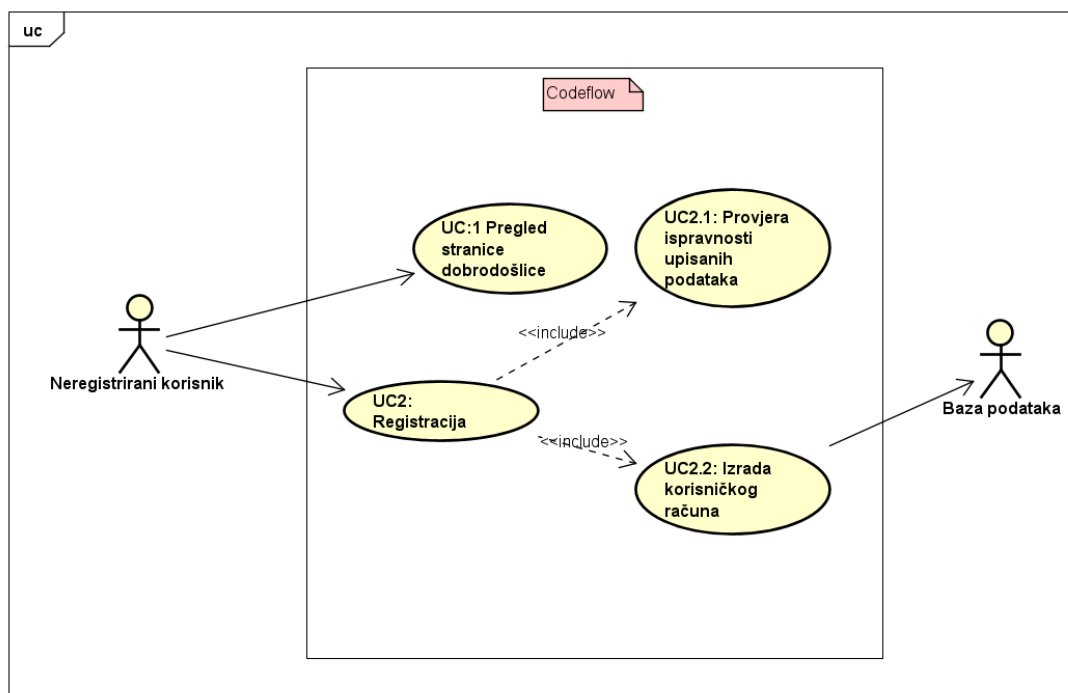 uc
Codeflow
UC:1 Pregled
stranice
dobrodošlice
UC2.1: Provjera
ispravnosti
upisanih
podataka
<<include>>
Neregistrirani korisnik
UC2:
Registracija
Baza podataka
<<include>>
UC2.2: Izrada
korisničkog
računa